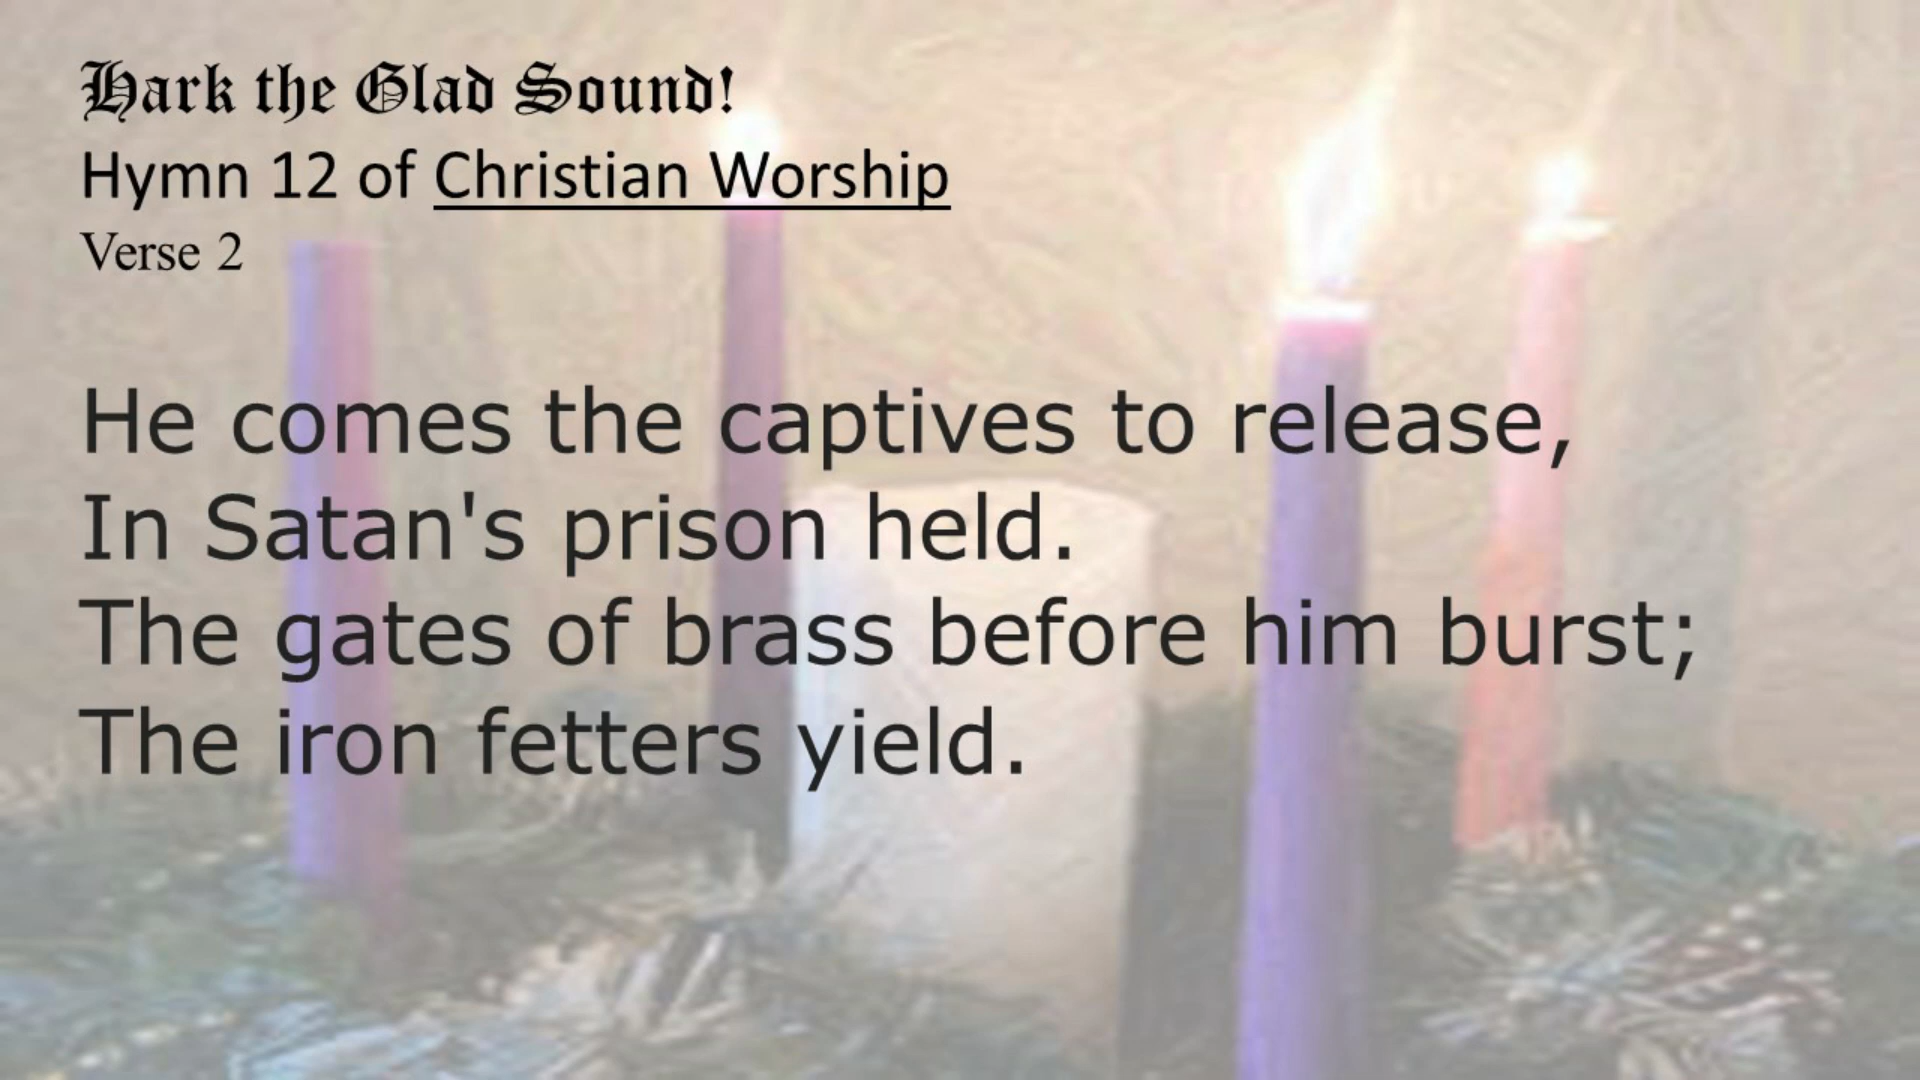 Hark the Glad Sound!
Hymn 12 of Christian Worship
Verse 2
He comes the captives to release,
In Satan's prison held.
The gates of brass before him burst;
The iron fetters yield.